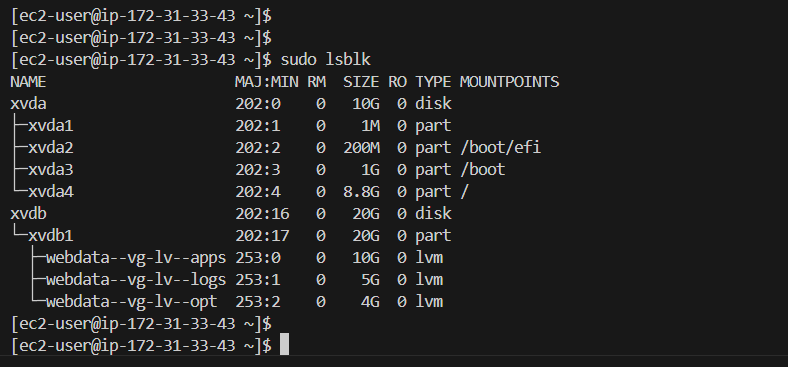 [ec2-user@ip-172-31-33-43 ~]$
[ec2-user@ip-172-31-33-43 ~]$
[ec2-user@ip-172-31-33-43 ~]$ sudo lsblk
NAME                     MAJ:MIN RM  SIZE RO TYPE MOUNTPOINTS
xvda                     202:0    0   10G  0 disk
├─xvda1                  202:1    0    1M  0 part
├─xvda2                  202:2    0  200M  0 part /boot/efi
├─xvda3                  202:3    0    1G  0 part /boot
└─xvda4                  202:4    0  8.8G  0 part /
xvdb                     202:16   0   20G  0 disk
└─xvdb1                  202:17   0   20G  0 part
  ├─webdata--vg-lv--apps 253:0    0   10G  0 lvm
  ├─webdata--vg-lv--logs 253:1    0    5G  0 lvm
  └─webdata--vg-lv--opt  253:2    0    4G  0 lvm
[ec2-user@ip-172-31-33-43 ~]$
[ec2-user@ip-172-31-33-43 ~]$